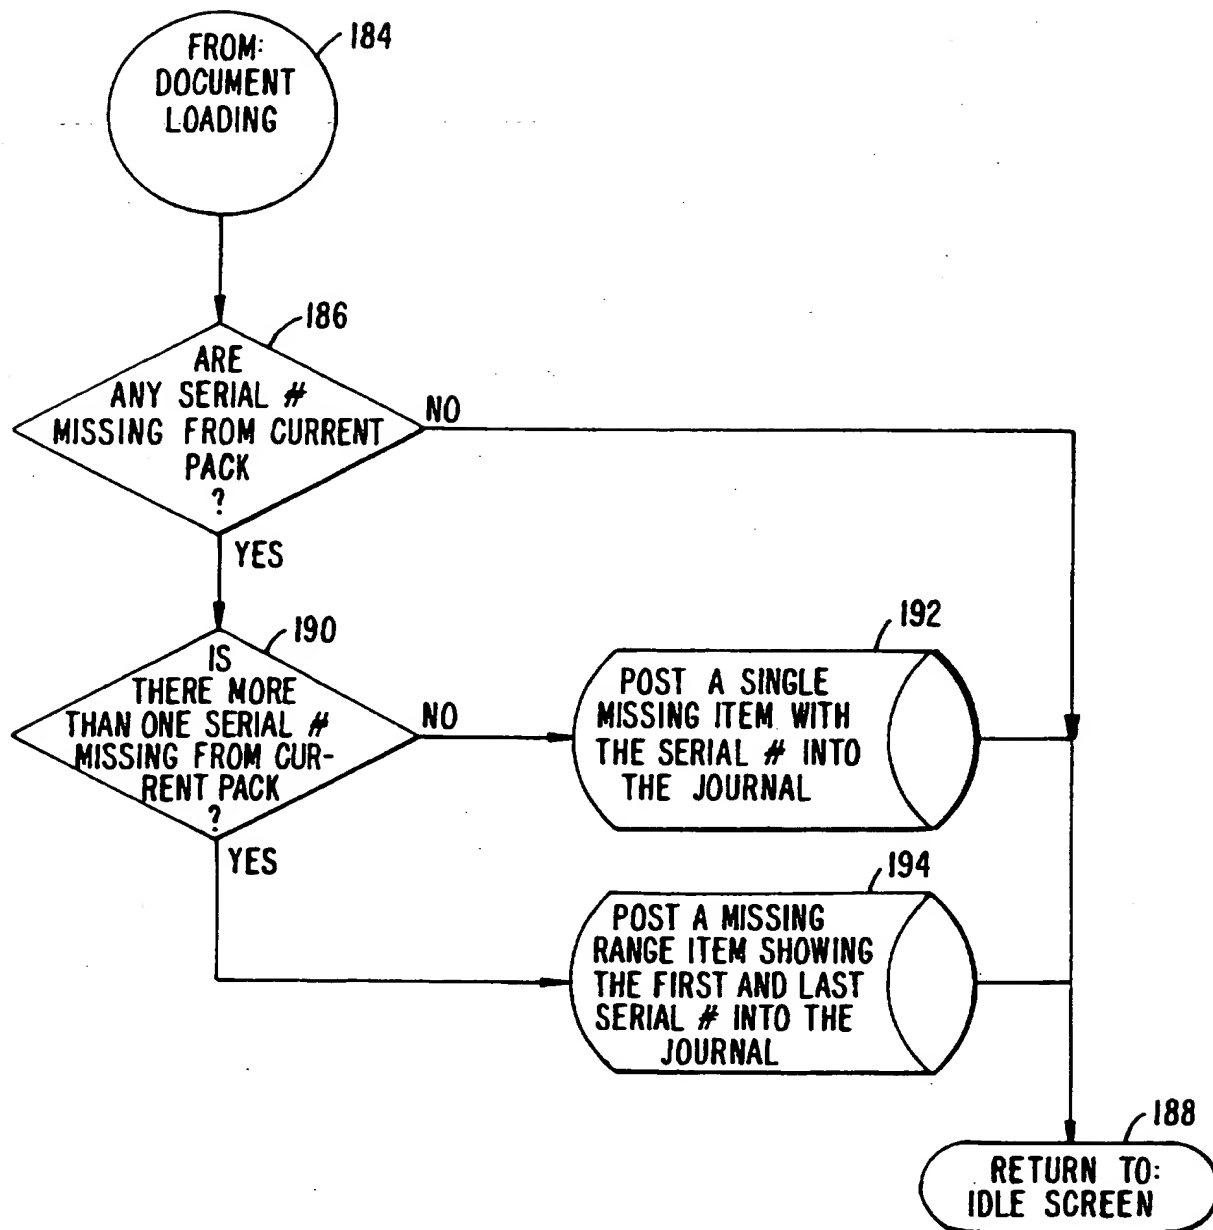 FROM:
DOCUMENT
LOADING
184
186
ARE
ANY SERIAL #
MISSING FROM CURRENT
PACK
?
NO
YES
190
IS
THERE MORE
THAN ONE SERIAL #
MISSING FROM CUR-
RENT PACK
?
NO
YES
192
POST A SINGLE
MISSING ITEM WITH
THE SERIAL # INTO
THE JOURNAL
194
POST A MISSING
RANGE ITEM SHOWING
THE FIRST AND LAST
SERIAL # INTO THE
JOURNAL
188
RETURN TO:
IDLE SCREEN